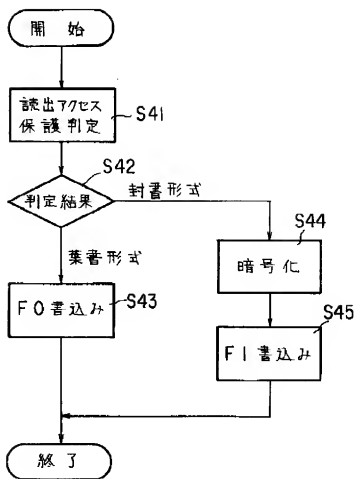 開始
読出アクセス
保護判定
S41
S42
判定結果
封書形式
葉書形式
S44
暗号化
F0書込み
S43
S45
F1書込み
終了